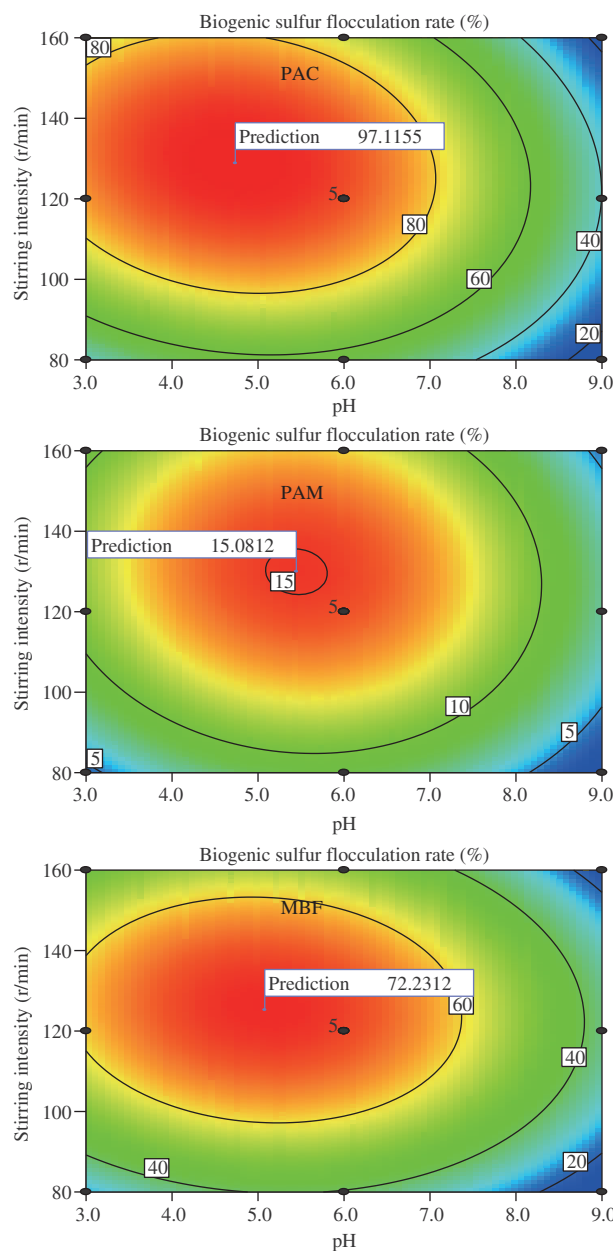 Biogenic sulfur flocculation rate (%)
160
80
PAC
140
Prediction 97.1155
Stirring intensity (r/min)
120
5
80
40
100
60
20
80
3.0 4.0 5.0 6.0 7.0 8.0 9.0
pH
Biogenic sulfur flocculation rate (%)
160
PAM
140
Prediction 15.0812
15
Stirring intensity (r/min)
120
5
100
10
5
5
80
3.0 4.0 5.0 6.0 7.0 8.0 9.0
pH
Biogenic sulfur flocculation rate (%)
160
MBF
140
Prediction 72.2312
60
Stirring intensity (r/min)
120
5
40
100
40
20
80
3.0 4.0 5.0 6.0 7.0 8.0 9.0
pH